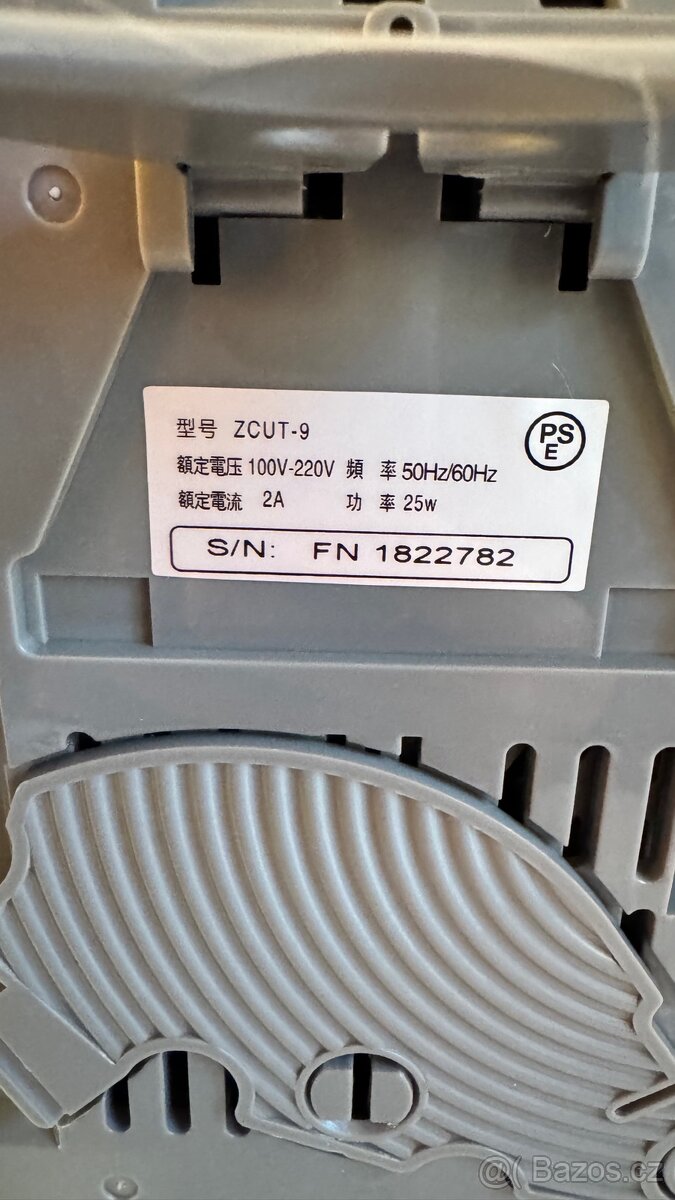 型号 ZCUT-9
PS
E
額定電压 100V-220V 頻 率 50Hz/60Hz
額定電流 2A 功 率 25w
S/N: FN 1822782
@( Bazos.cz